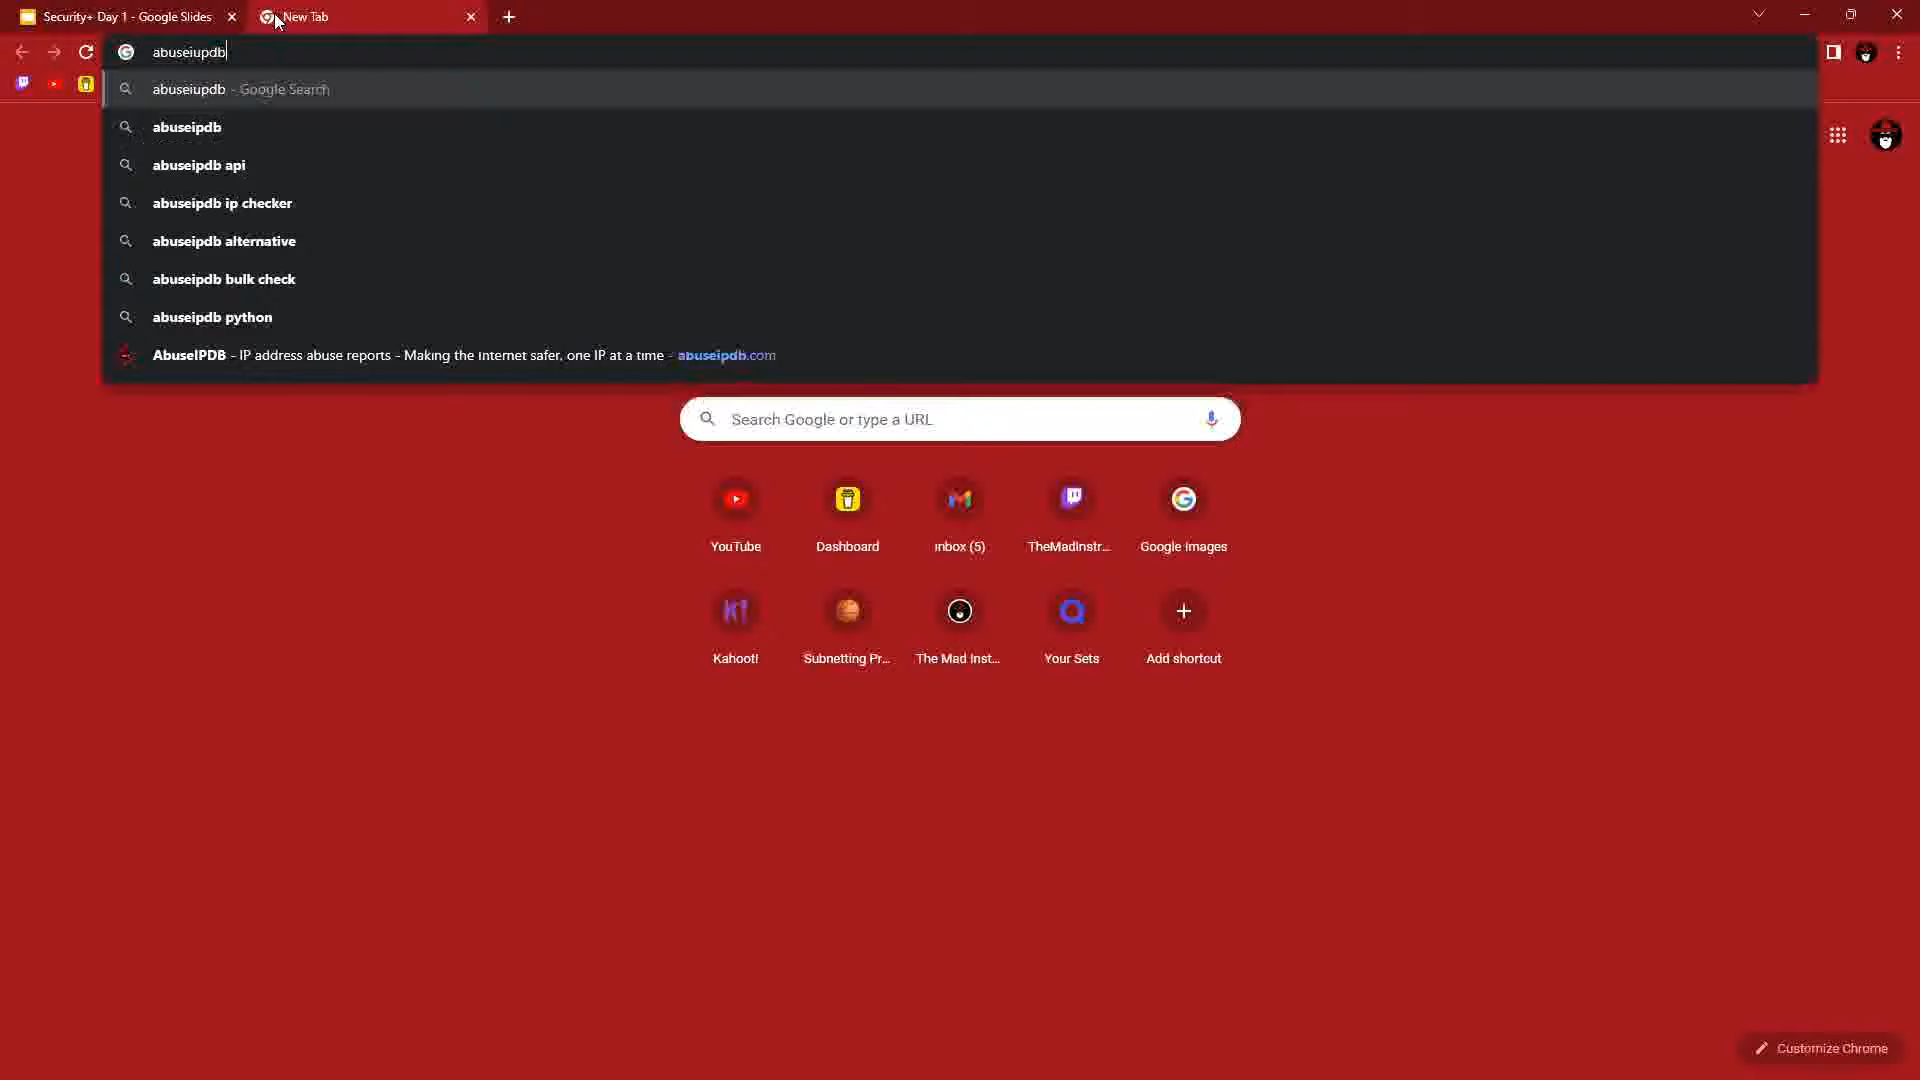 Security+ Day 1 - Google Slides
New Tab
abuseiupdb
abuseiupdb - Google Search
abuseipdb
abuseipdb api
abuseipdb ip checker
abuseipdb alternative
abuseipdb bulk check
abuseipdb python
AbuseIPDB - IP address abuse reports - Making the Internet safer, one IP at a time - abuseipdb.com
Search Google or type a URL
YouTube
Dashboard
Inbox (5)
TheMadInstr...
Google Images
Kahoot!
Subnetting Pr...
The Mad Inst...
Your Sets
Add shortcut
Customize Chrome